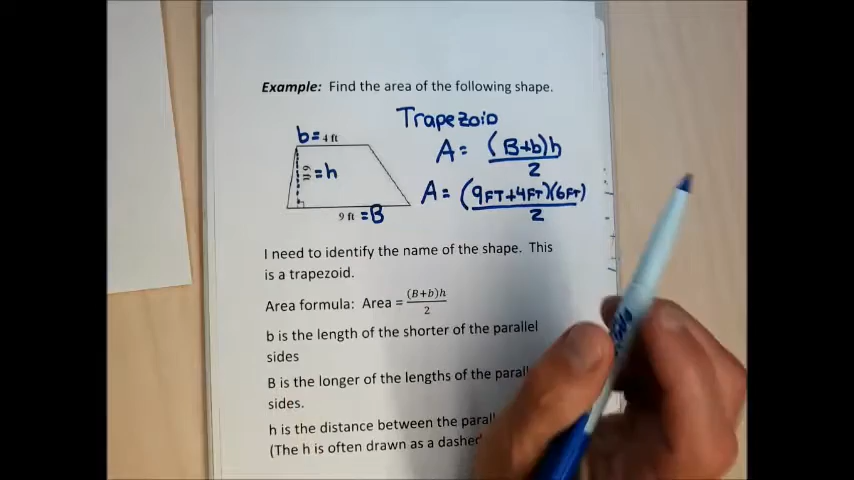 Example: Find the area of the following shape.
Trapezoid
b= 4 ft
A= (B+b)h
2
6 ft =h
A= (9FT+4FT)(6FT)
2
9 ft =B
I need to identify the name of the shape. This
is a trapezoid.
Area formula: Area = (B+b)h
2
b is the length of the shorter of the parallel
sides
B is the longer of the lengths of the
sides.
h is the distance between the
(The h is often drawn as a dashed